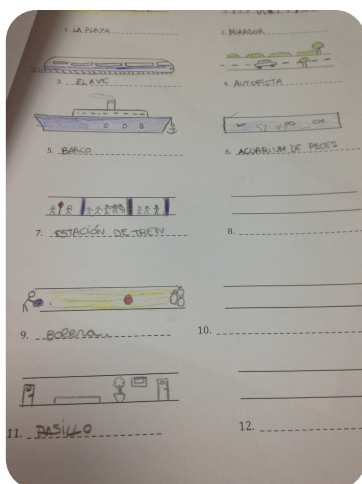 1. LA PLAYA
2. MIRADOR
3. EL AVE
4. AUTOPISTA
5. BARCO
6. ACUARIUM DE PECES
7. ESTACIÓN DE TREN
8.
9. Bolera
10.
11. PASILLO
12.